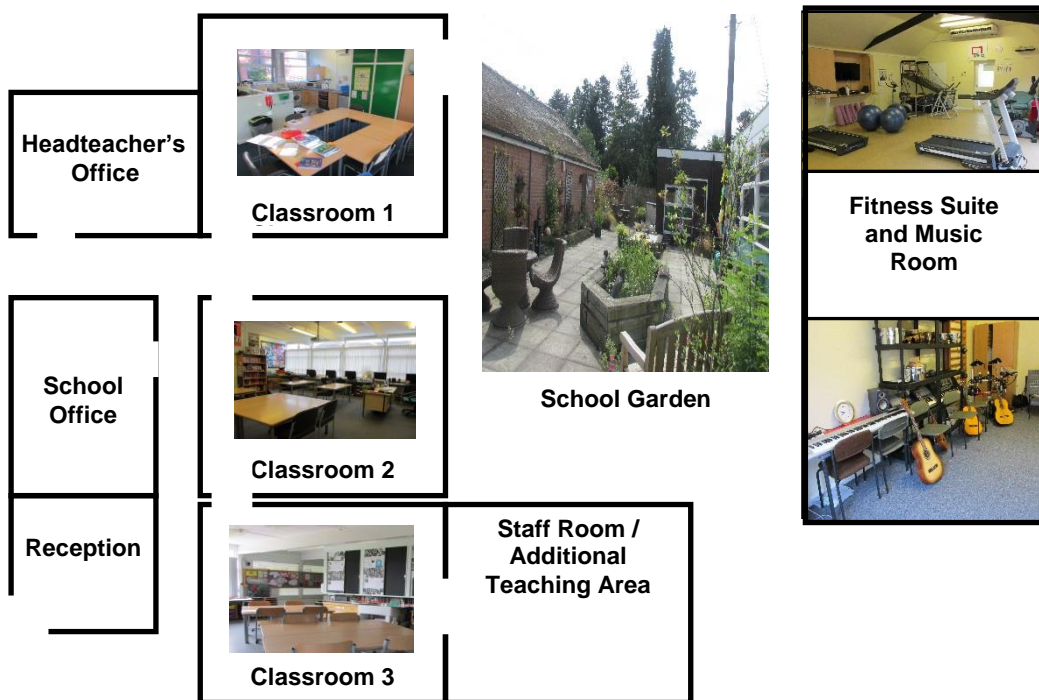 Headteacher's
Office
Classroom 1
School Garden
Fitness Suite
and Music
Room
School
Office
Classroom 2
Reception
Staff Room /
Additional
Teaching Area
Classroom 3